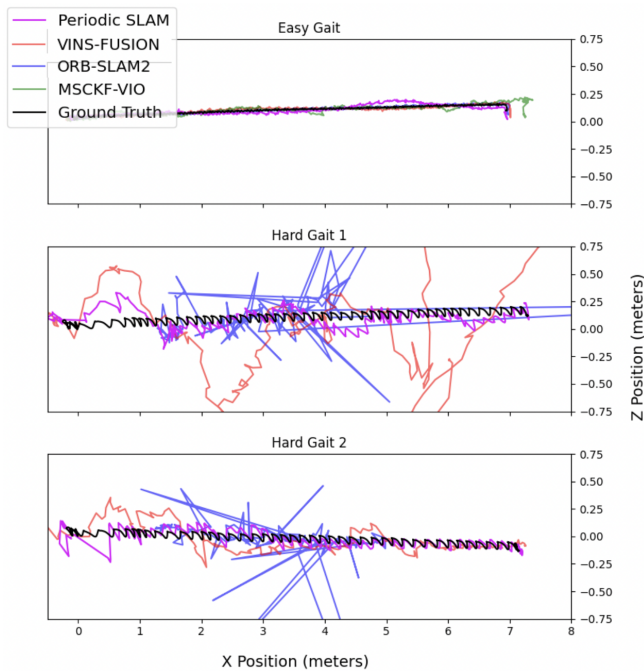 Periodic SLAM
VINS-FUSION
ORB-SLAM2
MSCKF-VIO
Ground Truth
Easy Gait
0.75
0.50
0.25
0.00
−0.25
−0.50
−0.75
Hard Gait 1
0.75
0.50
0.25
0.00
−0.25
−0.50
−0.75
Z Position (meters)
Hard Gait 2
0.75
0.50
0.25
0.00
−0.25
−0.50
−0.75
0 1 2 3 4 5 6 7 8
X Position (meters)